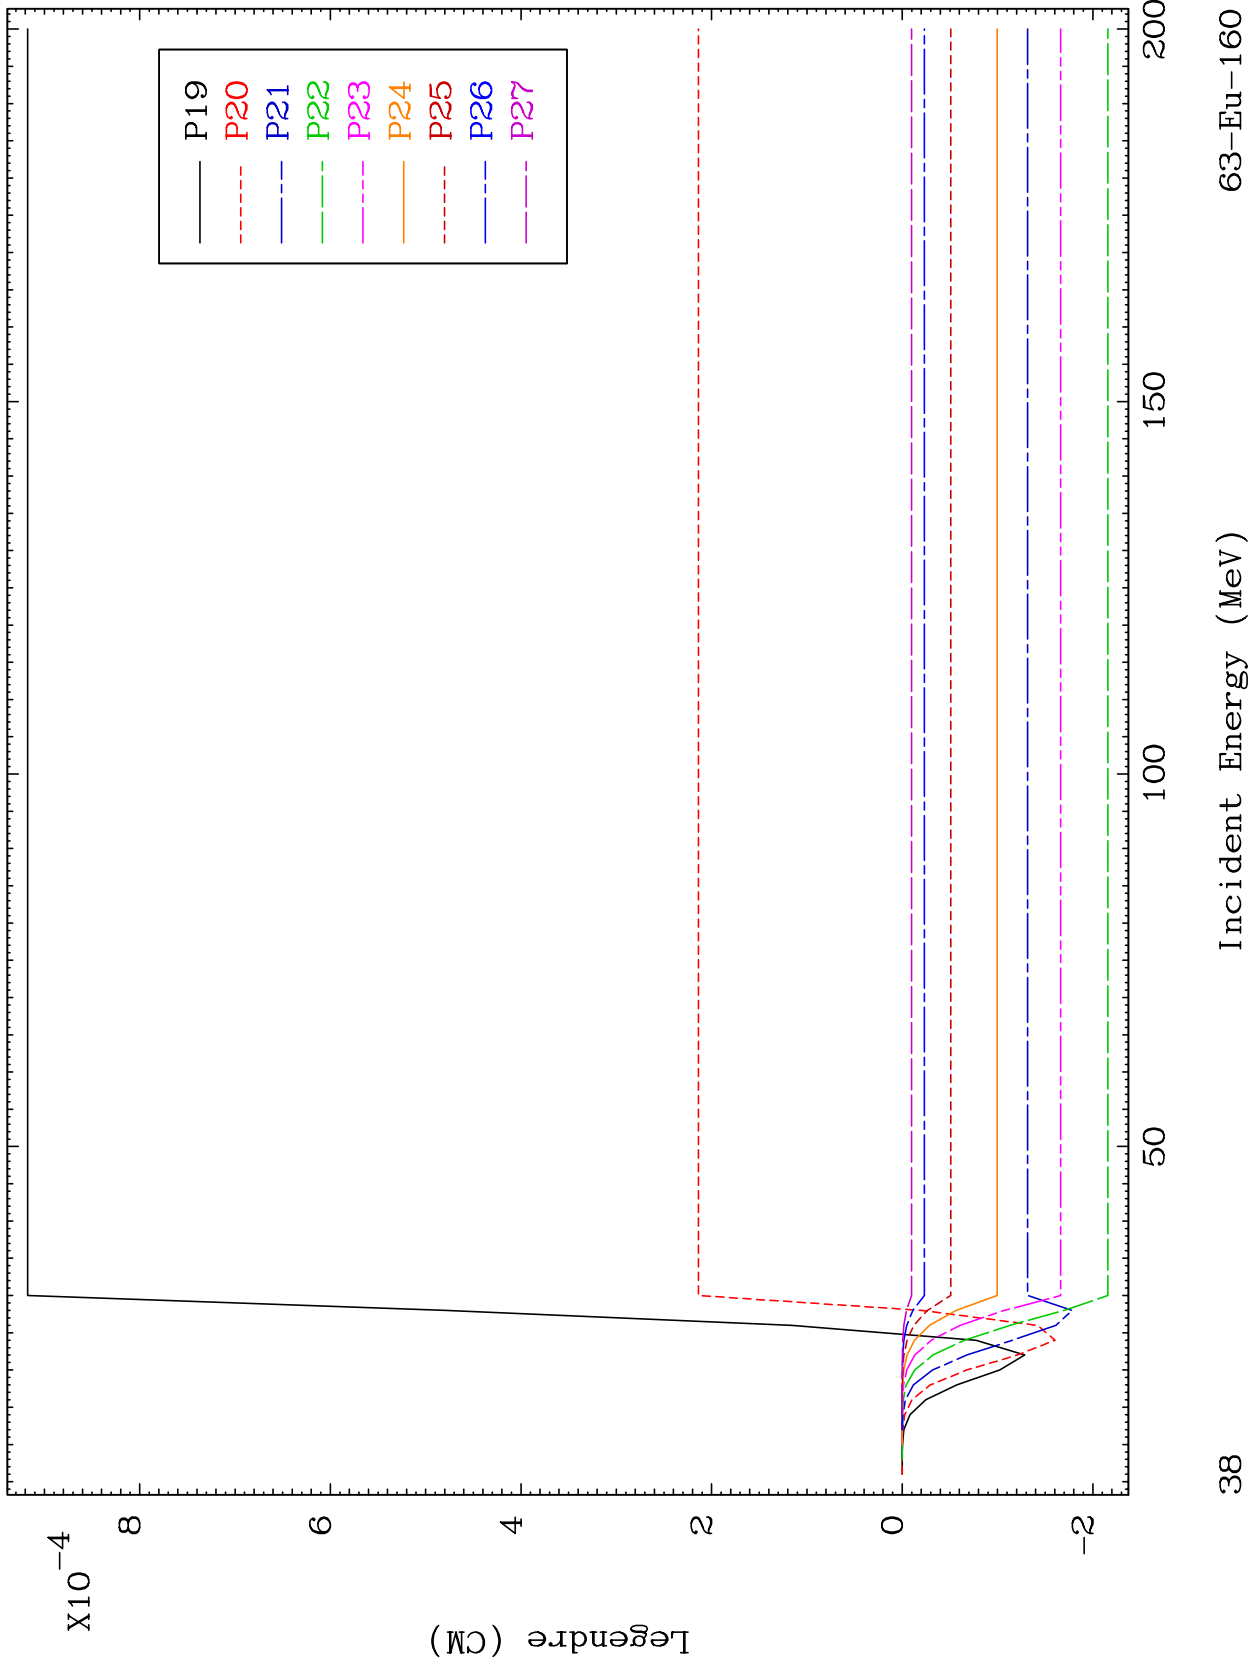 X10-4
8
6
4
2
0
-2
Legendre (CM)
P19
P20
P21
P22
P23
P24
P25
P26
P27
50
100
150
200
38
Incident Energy (MeV)
63-Eu-160